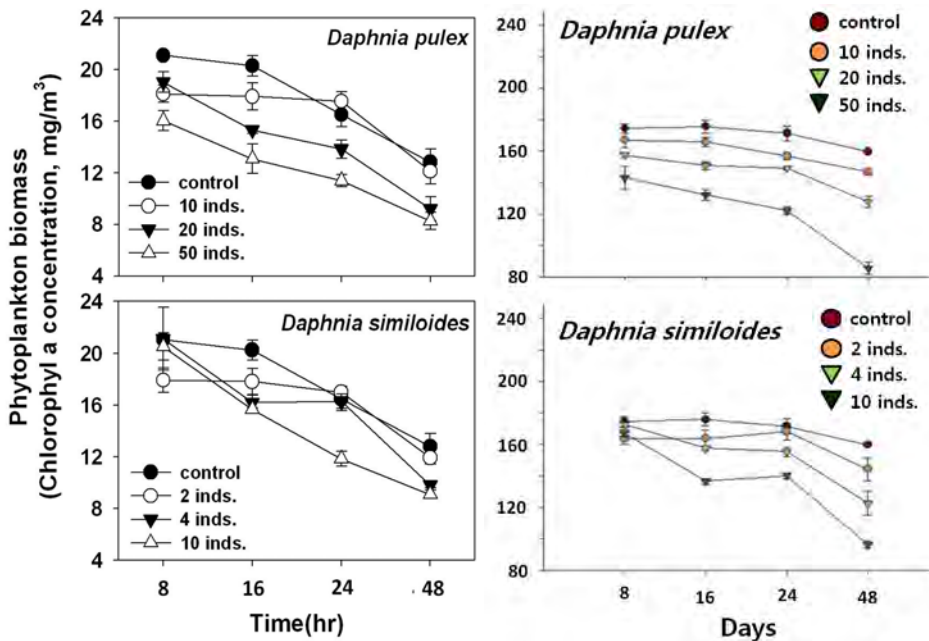 Phytoplankton biomass
(Chlorophyll a concentration, mg/m³)
24
20
16
12
8
4
Daphnia pulex
control
10 inds.
20 inds.
50 inds.
24
20
16
12
8
4
Daphnia similoides
control
2 inds.
4 inds.
10 inds.
8 16 24 48
Time(hr)
240
200
160
120
80
Daphnia pulex
control
10 inds.
20 inds.
50 inds.
240
200
160
120
80
Daphnia similoides
control
2 inds.
4 inds.
10 inds.
8 16 24 48
Days